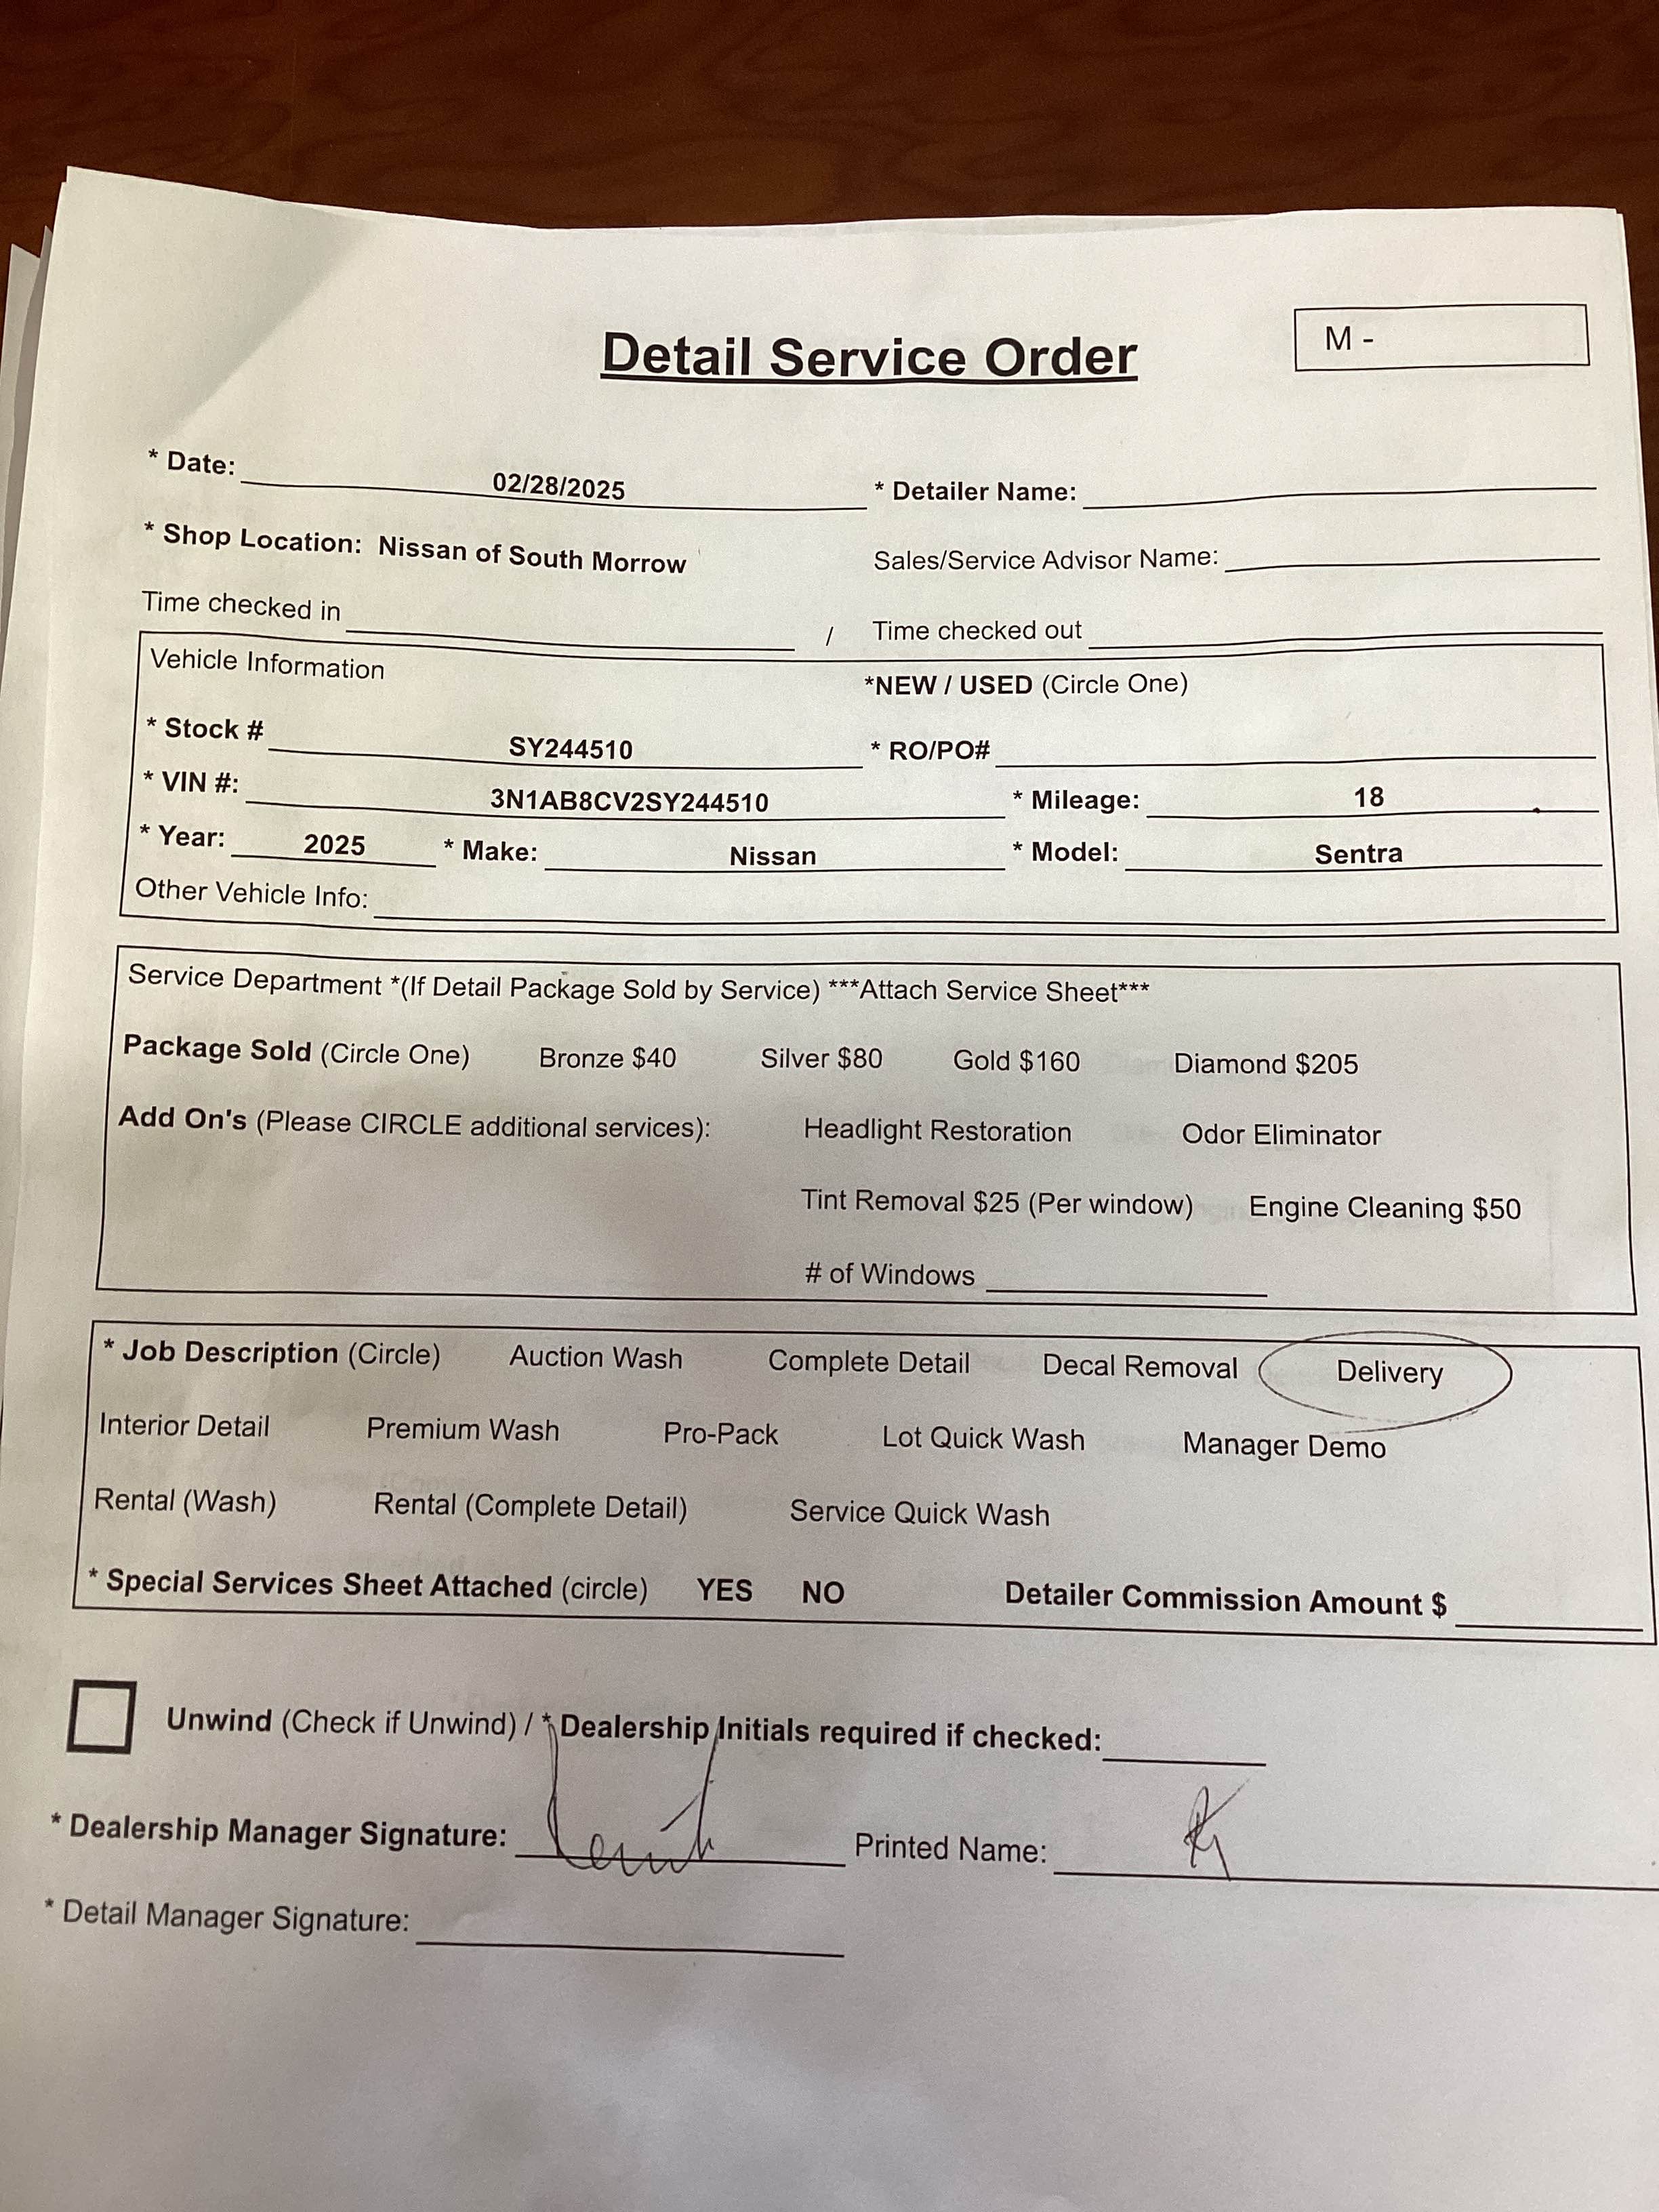 Detail Service Order
M -
* Date: 02/28/2025 * Detailer Name:
* Shop Location: Nissan of South Morrow Sales/Service Advisor Name:
Time checked in / Time checked out
Vehicle Information *NEW / USED (Circle One)
* Stock # SY244510 * RO/PO#
* VIN #: 3N1AB8CV2SY244510 * Mileage: 18
* Year: 2025 * Make: Nissan * Model: Sentra
Other Vehicle Info:
Service Department *(If Detail Package Sold by Service) ***Attach Service Sheet***
Package Sold (Circle One) Bronze $40 Silver $80 Gold $160 Diamond $205
Add On's (Please CIRCLE additional services): Headlight Restoration Odor Eliminator
Tint Removal $25 (Per window) Engine Cleaning $50
# of Windows
* Job Description (Circle) Auction Wash Complete Detail Decal Removal Delivery
Interior Detail Premium Wash Pro-Pack Lot Quick Wash Manager Demo
Rental (Wash) Rental (Complete Detail) Service Quick Wash
* Special Services Sheet Attached (circle) YES NO Detailer Commission Amount $
Unwind (Check if Unwind) / * Dealership Initials required if checked:
* Dealership Manager Signature: Printed Name:
* Detail Manager Signature: